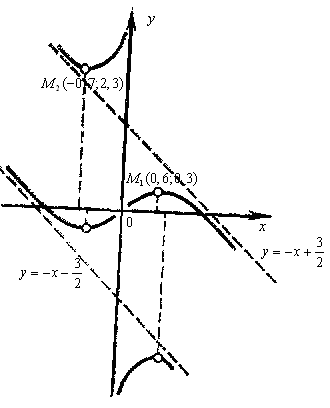 y
M₂(−0,7;2,3)
M₁(0,6;0,3)
0
x
y = −x + 3/2
y = −x − 3/2